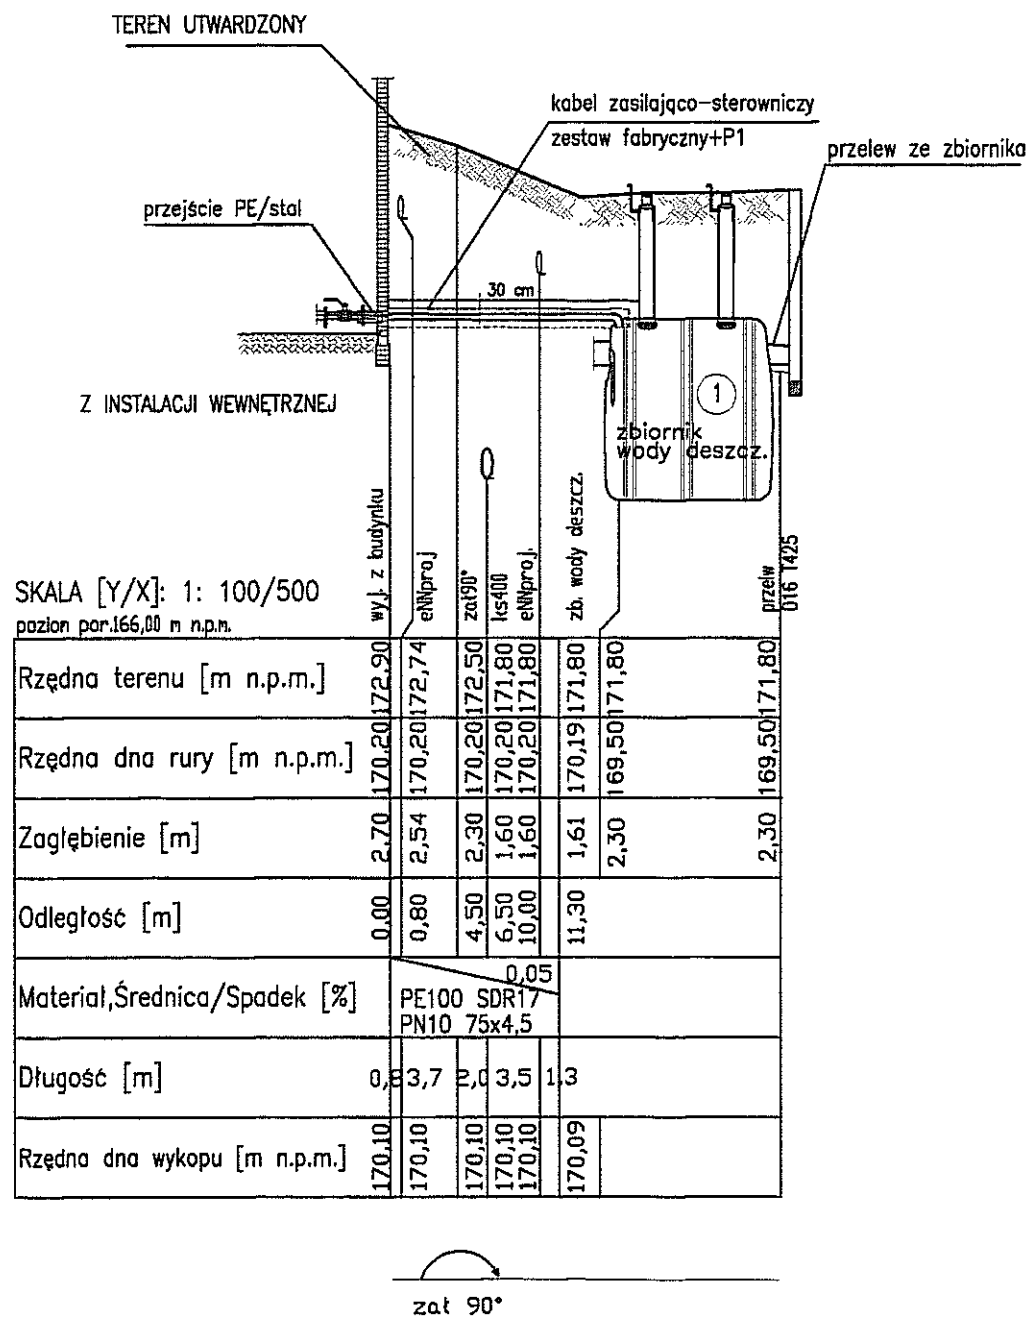 TEREN UTWARDZONY
kabel zasilająco-sterowniczy
zestaw fabryczny+P1
przelew ze zbiornika
przejście PE/stal
30 cm
Z INSTALACJI WEWNĘTRZNEJ
1
zbiornik
wody deszcz.
wyj. z budynku
eNNproj
zał90°
ks400
eNNproj.
zb. wody deszcz.
przelw
016 T425
SKALA [Y/X]: 1: 100/500
pozion por.166,00 m n.p.m.
Rzędna terenu [m n.p.m.] 172,90 172,74 172,50 171,80 171,80 171,80 171,80 171,80
Rzędna dna rury [m n.p.m.] 170,20 170,20 170,20 170,20 170,20 170,19 169,50 169,50
Zagłębienie [m] 2,70 2,54 2,30 1,60 1,60 1,61 2,30 2,30
Odległość [m] 0,00 0,80 4,50 6,50 10,00 11,30
Materiał,Średnica/Spadek [%] 0,05
PE100 SDR17
PN10 75x4,5
Długość [m] 0,8 3,7 2,0 3,5 1,3
Rzędna dna wykopu [m n.p.m.] 170,10 170,10 170,10 170,10 170,10 170,09
zał 90°